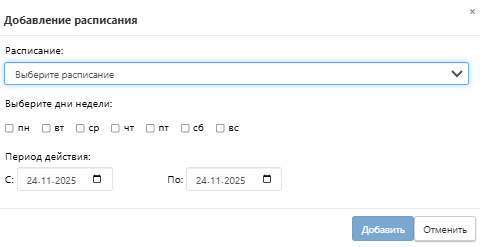 Добавление расписания
×
Расписание:
Выберите расписание
Выберите дни недели:
пн вт ср чт пт сб вс
Период действия:
С: 24.11.2025 По: 24.11.2025
Добавить Отменить